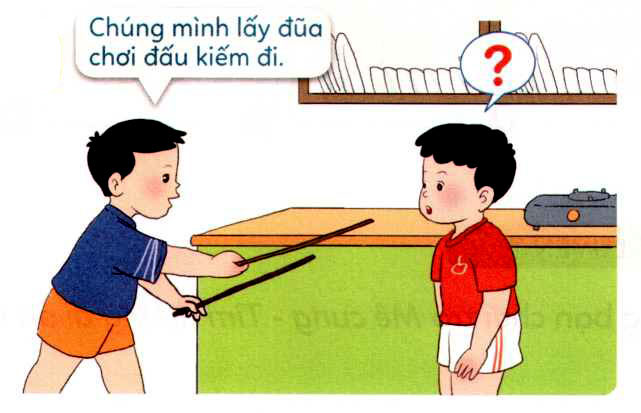 Chúng mình lấy đũa
chơi đấu kiếm đi.
?